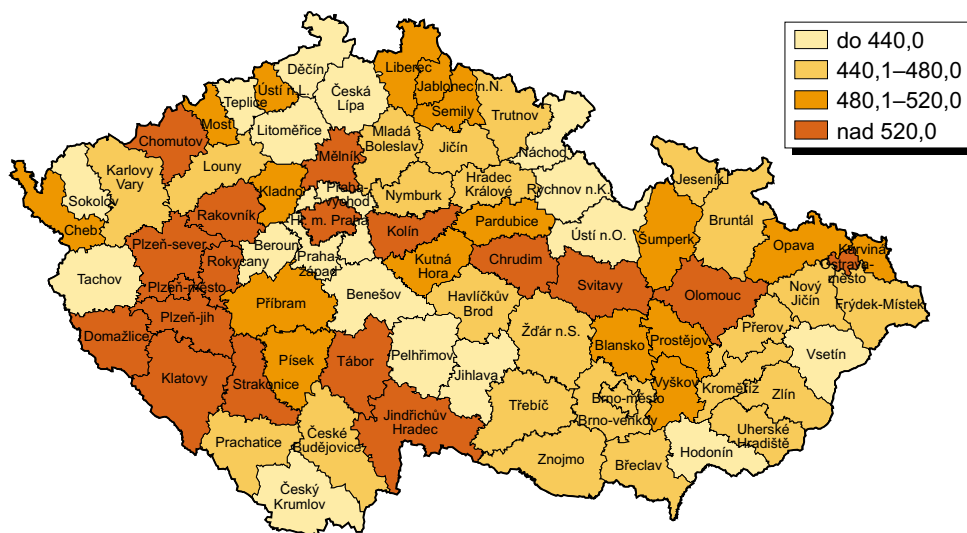 do 440,0
440,1–480,0
480,1–520,0
nad 520,0
Děčín
Liberec
Jablonec n.N.
Ústí n.L.
Teplice
Česká
Lípa
Semily
Most
Trutnov
Litoměřice
Chomutov
Mladá
Boleslav
Jičín
Náchod
Mělník
Louny
Karlovy
Vary
Sokolov
Cheb
Kladno
Praha-
východ
Nymburk
Hradec
Králové
Rychnov n.K.
Jeseník
Rakovník
Hl. m. Praha
Kolín
Pardubice
Bruntál
Plzeň-sever
Rokycany
Beroun
Praha-
západ
Kutná
Hora
Chrudim
Ústí n.O.
Šumperk
Opava
Karviná
Ostrava-
město
Tachov
Plzeň-město
Příbram
Benešov
Havlíčkův
Brod
Svitavy
Olomouc
Nový
Jičín
Frýdek-Místek
Domažlice
Plzeň-jih
Žďár n.S.
Přerov
Blansko
Prostějov
Vsetín
Klatovy
Písek
Tábor
Pelhřimov
Jihlava
Strakonice
Vyškov
Kroměříž
Zlín
Třebíč
Brno-město
Brno-venkov
Jindřichův
Hradec
Prachatice
České
Budějovice
Uherské
Hradiště
Znojmo
Břeclav
Hodonín
Český
Krumlov